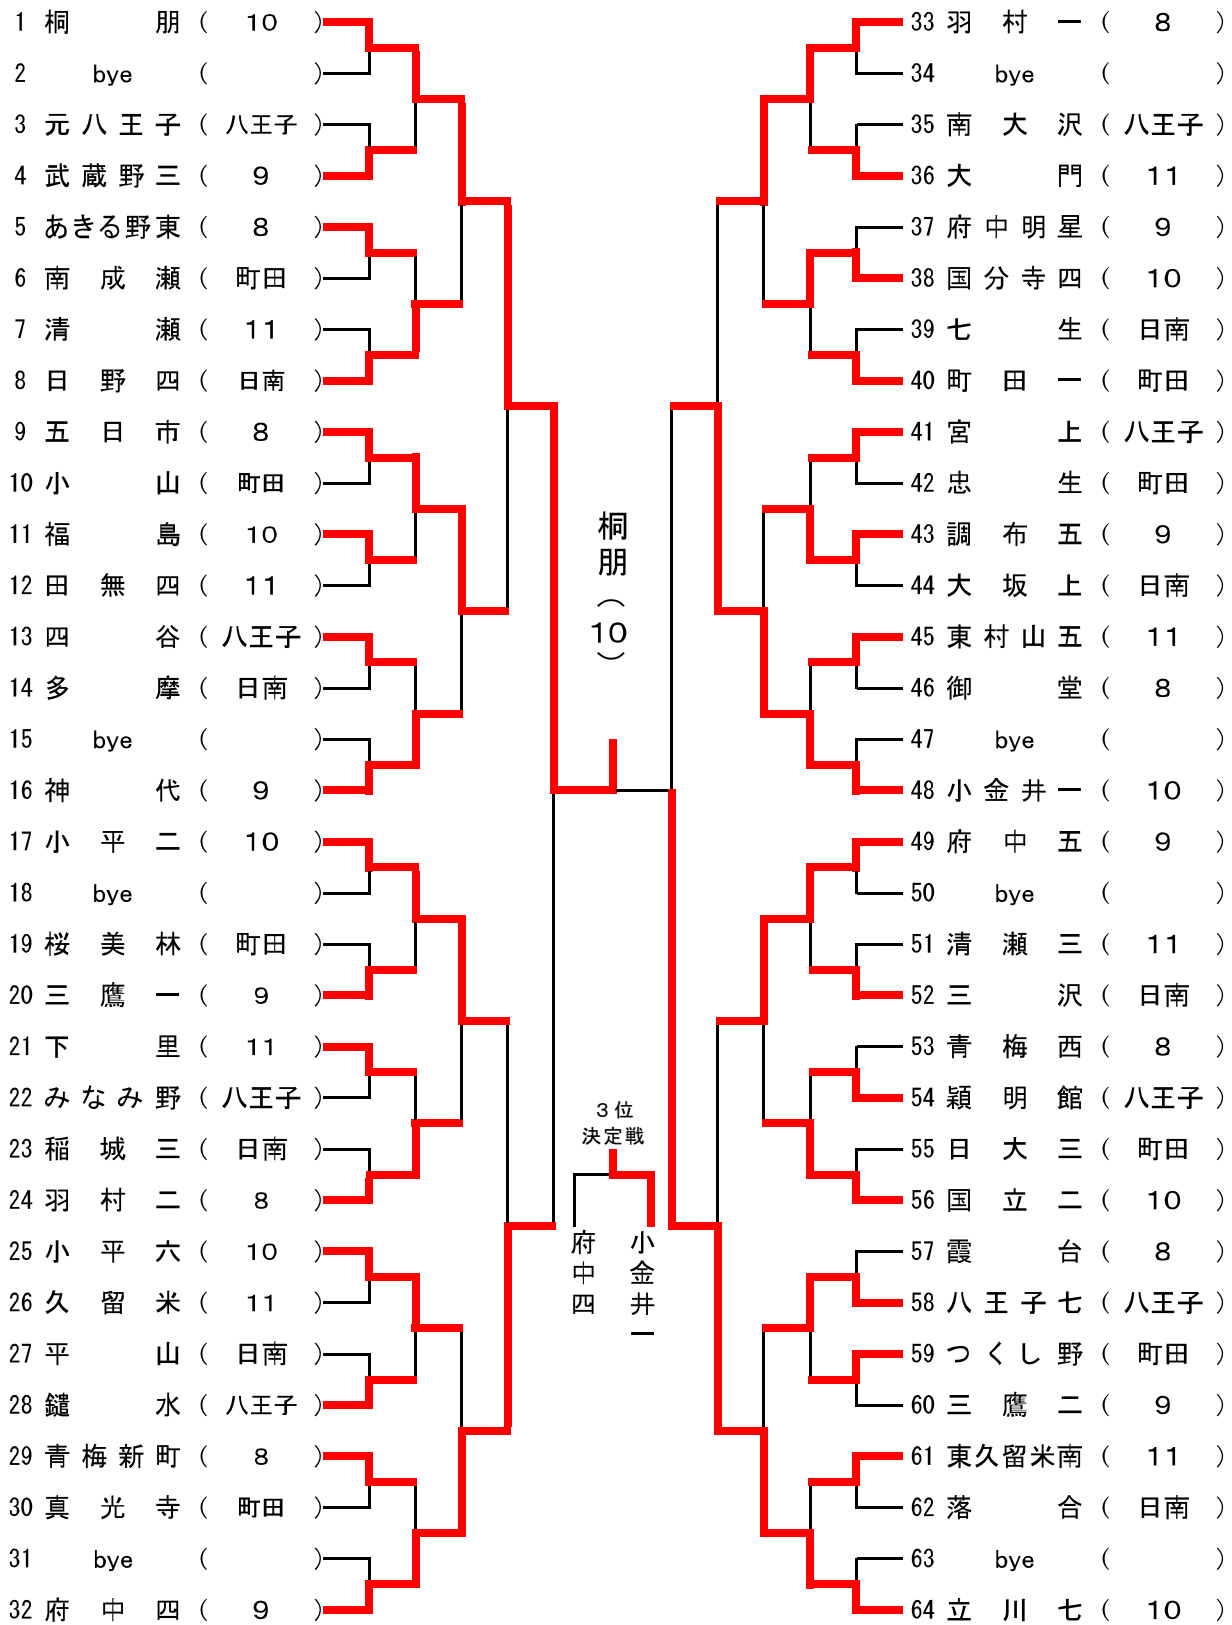 1 桐朋 ( 10 )
2 bye ( )
3 元八王子 ( 八王子 )
4 武蔵野三 ( 9 )
5 あきる野東 ( 8 )
6 南成瀬 ( 町田 )
7 清瀬 ( 11 )
8 日野四 ( 日南 )
9 五日市 ( 8 )
10 小山 ( 町田 )
11 福島 ( 10 )
12 田無四 ( 11 )
13 四谷 ( 八王子 )
14 多摩 ( 日南 )
15 bye ( )
16 神代 ( 9 )
17 小平二 ( 10 )
18 bye ( )
19 桜美林 ( 町田 )
20 三鷹一 ( 9 )
21 下里 ( 11 )
22 みなみ野 ( 八王子 )
23 稲城三 ( 日南 )
24 羽村二 ( 8 )
25 小平六 ( 10 )
26 久留米 ( 11 )
27 平山 ( 日南 )
28 鑓水 ( 八王子 )
29 青梅新町 ( 8 )
30 真光寺 ( 町田 )
31 bye ( )
32 府中四 ( 9 )
桐朋(10)
3位
決定戦
府中四
小金井一
33 羽村一 ( 8 )
34 bye ( )
35 南大沢 ( 八王子 )
36 大門 ( 11 )
37 府中明星 ( 9 )
38 国分寺四 ( 10 )
39 七生 ( 日南 )
40 町田一 ( 町田 )
41 宮上 ( 八王子 )
42 忠生 ( 町田 )
43 調布五 ( 9 )
44 大坂上 ( 日南 )
45 東村山五 ( 11 )
46 御堂 ( 8 )
47 bye ( )
48 小金井一 ( 10 )
49 府中五 ( 9 )
50 bye ( )
51 清瀬三 ( 11 )
52 三沢 ( 日南 )
53 青梅西 ( 8 )
54 穎明館 ( 八王子 )
55 日大三 ( 町田 )
56 国立二 ( 10 )
57 霞台 ( 8 )
58 八王子七 ( 八王子 )
59 つくし野 ( 町田 )
60 三鷹二 ( 9 )
61 東久留米南 ( 11 )
62 落合 ( 日南 )
63 bye ( )
64 立川七 ( 10 )